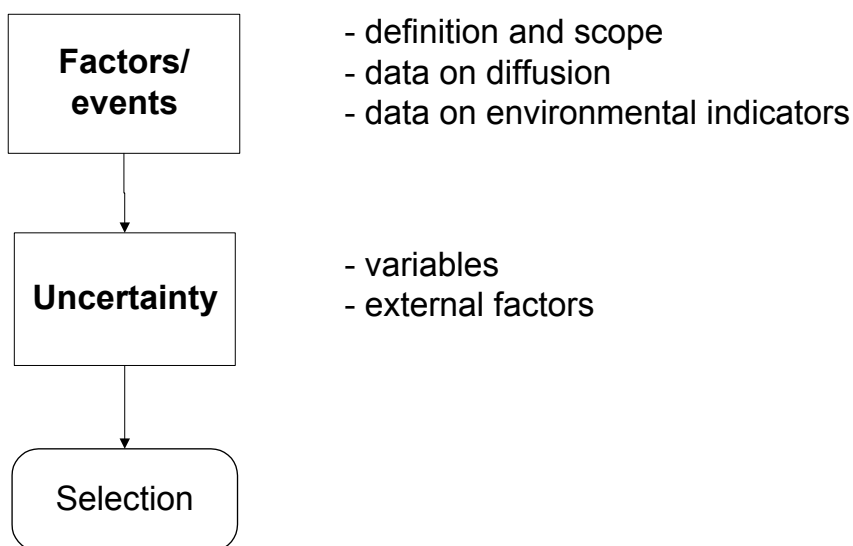 Factors/
events
- definition and scope
- data on diffusion
- data on environmental indicators
Uncertainty
- variables
- external factors
Selection